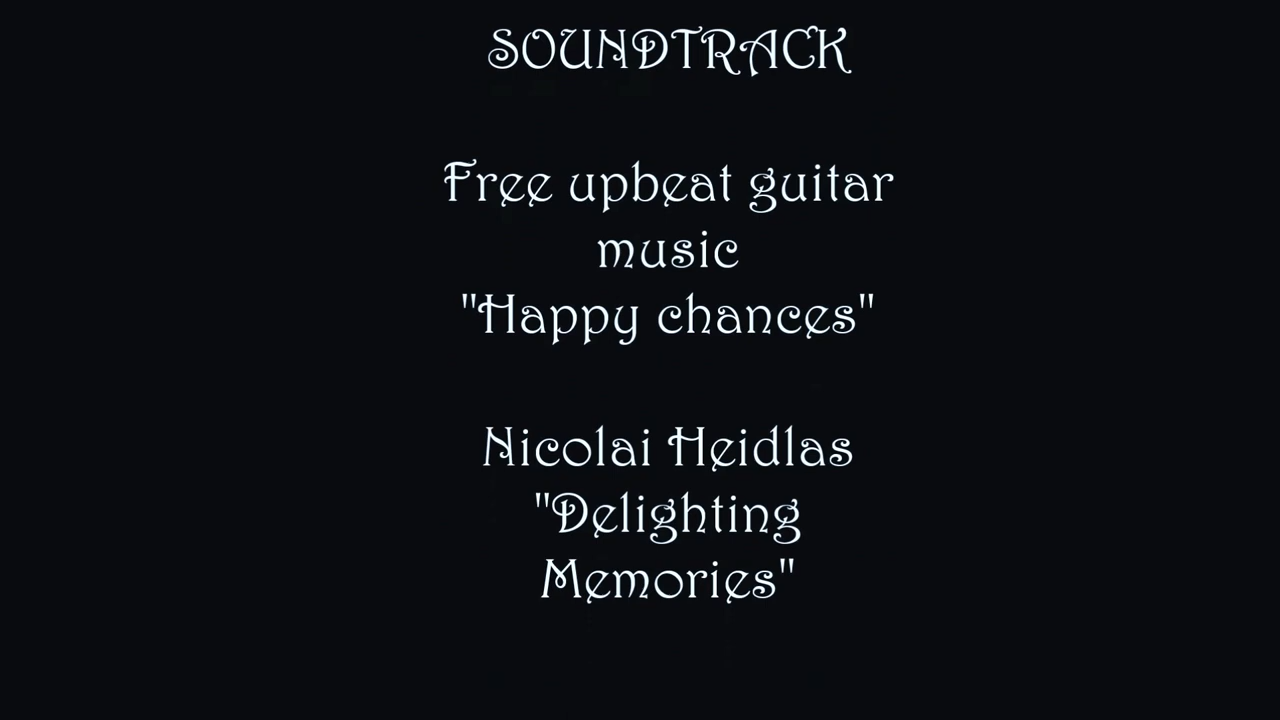 SOUNDTRACK
Free upbeat guitar
music
"Happy chances"
Nicolai Heidlas
"Delighting
Memories"